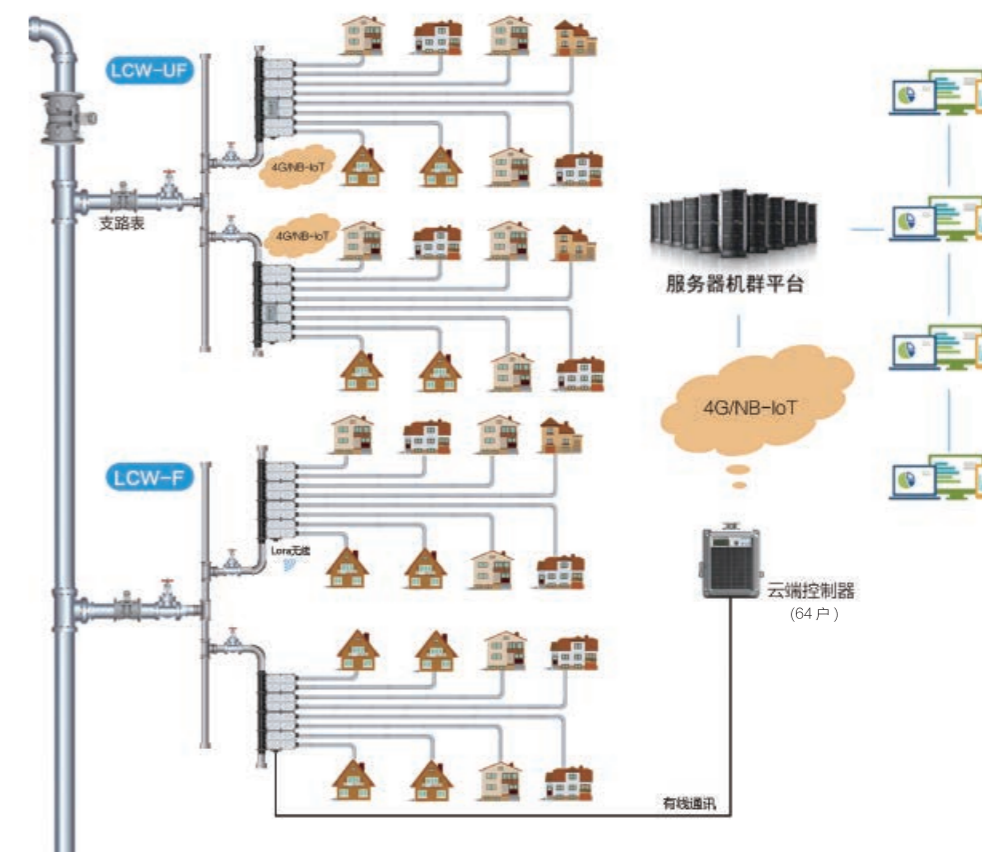 LCW-UF
4G/NB-IoT
支路表
4G/NB-IoT
服务器机群平台
4G/NB-IoT
LCW-F
Lora无线
云端控制器
(64 户)
有线通讯